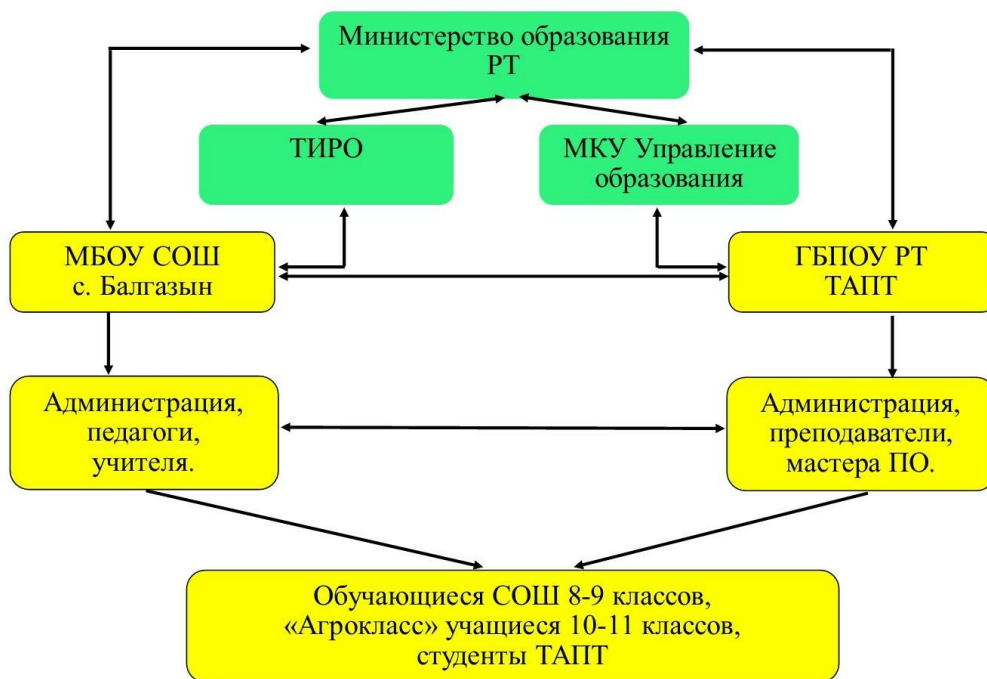 Министерство образования
РТ
ТИРО
МКУ Управление
образования
МБОУ СОШ
с. Балгазын
ГБПОУ РТ
ТАПТ
Администрация,
педагоги,
учителя.
Администрация,
преподаватели,
мастера ПО.
Обучающиеся СОШ 8-9 классов,
«Агрокласс» учащиеся 10-11 классов,
студенты ТАПТ